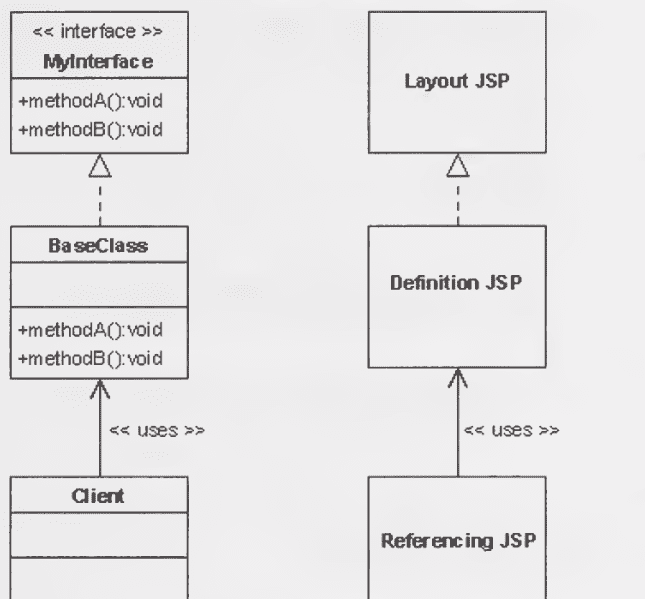 << interface >>
MyInterface
+methodA():void
+methodB():void
BaseClass
+methodA():void
+methodB():void
<< uses >>
Client
Layout JSP
Definition JSP
<< uses >>
Referencing JSP